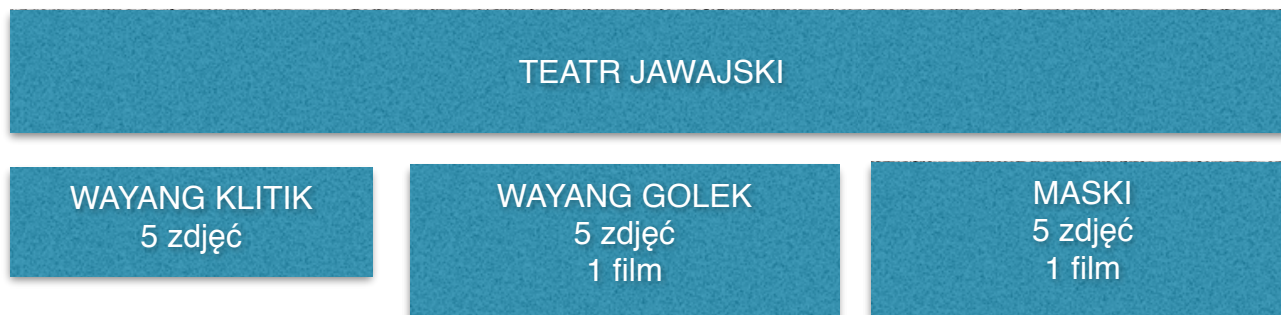 TEATR JAWAJSKI
WAYANG KLITIK
5 zdjęć
WAYANG GOLEK
5 zdjęć
1 film
MASKI
5 zdjęć
1 film